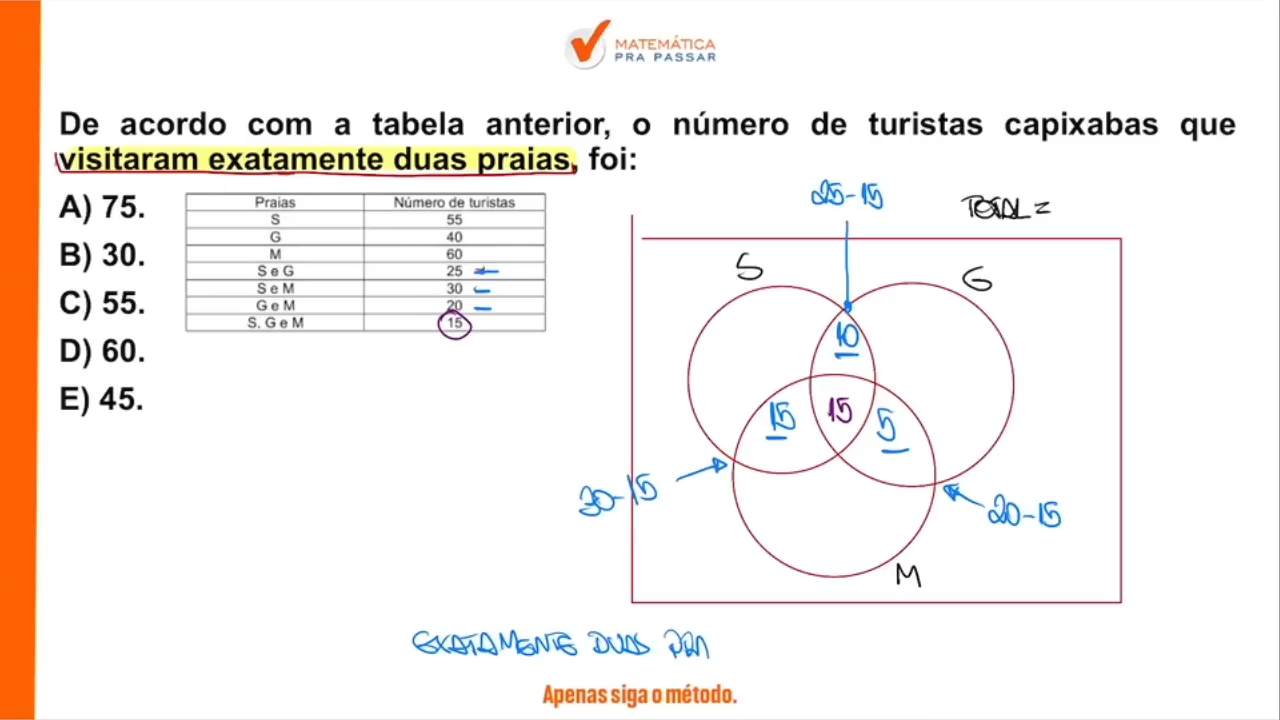 MATEMÁTICA
PRA PASSAR
De acordo com a tabela anterior, o número de turistas capixabas que
visitaram exatamente duas praias, foi:
A) 75.
B) 30.
C) 55.
D) 60.
E) 45.
Praias Número de turistas
S 55
G 40
M 60
S e G 25
S e M 30
G e M 20
S. G e M 15
25-15
TOTAL =
S
G
10
15 15 5
30-15
20-15
M
EXATAMENTE DUAS PRA
Apenas siga o método.